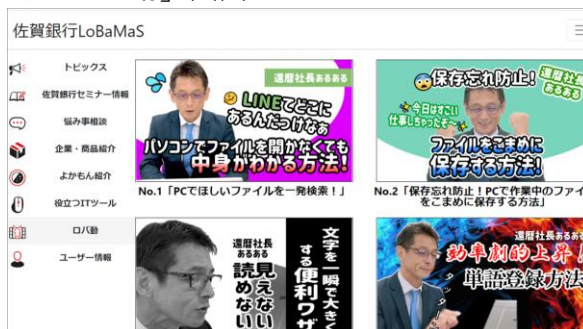 佐賀銀行LoBaMaS
トピックス
佐賀銀行セミナー情報
悩み事相談
企業・商品紹介
よかもん紹介
役立つITツール
ロバ動
ユーザー情報
還暦社長あるある
LINEでどこに
あるんだっけなぁ
パソコンでファイルを開かなくても
中身がわかる方法!
No.1「PCでほしいファイルを一発検索!」
保存忘れ防止!
還暦社長
あるある
今日はすごい
仕事しちゃったぞ~
ファイルをこまめに
保存する方法!
No.2「保存忘れ防止!PCで作業中のファイ
をこまめに保存する方法」
還暦社長
あるある
見えない
読めない
文字を一瞬で大きく
する便利ワザ
還暦社長あるある
効率劇的上昇!
単語登録方法